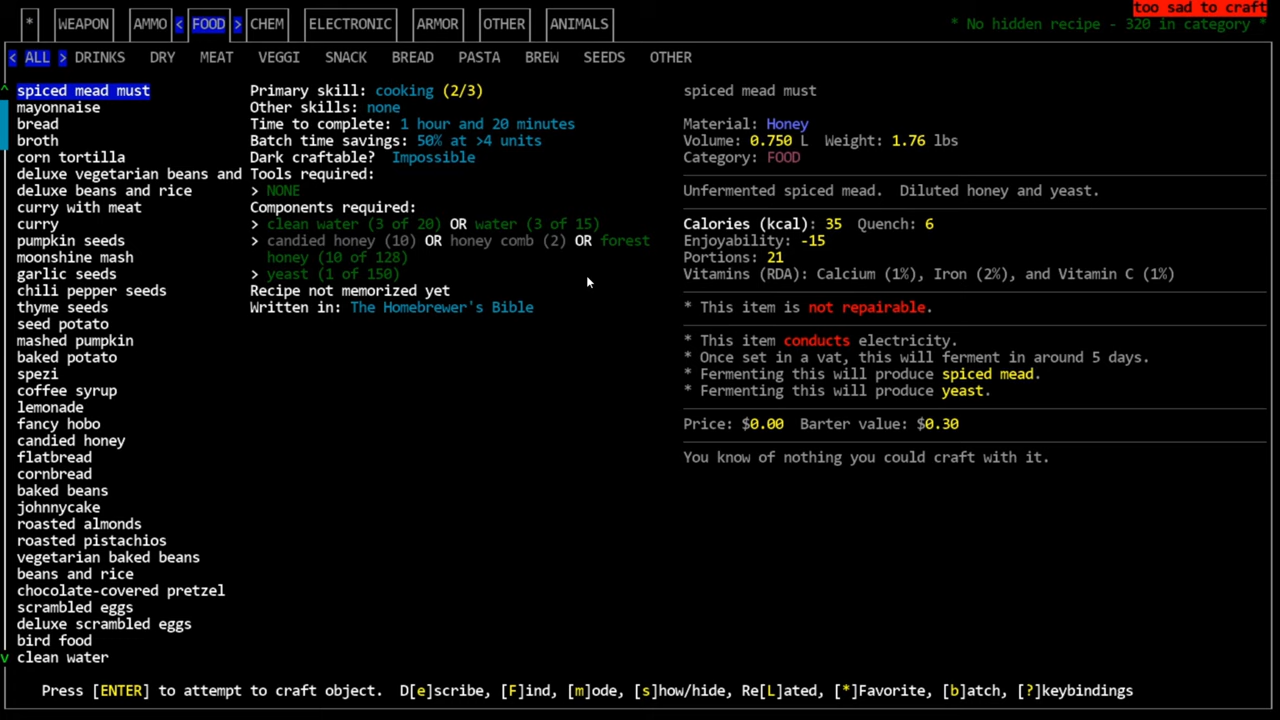 too sad to craft
* WEAPON AMMO < FOOD > CHEM ELECTRONIC ARMOR OTHER ANIMALS * No hidden recipe - 320 in category *
< ALL > DRINKS DRY MEAT VEGGI SNACK BREAD PASTA BREW SEEDS OTHER
spiced mead must
mayonnaise
bread
broth
corn tortilla
deluxe vegetarian beans and
deluxe beans and rice
curry with meat
curry
pumpkin seeds
moonshine mash
garlic seeds
chili pepper seeds
thyme seeds
seed potato
mashed pumpkin
baked potato
spezi
coffee syrup
lemonade
fancy hobo
candied honey
flatbread
cornbread
baked beans
johnnycake
roasted almonds
roasted pistachios
vegetarian baked beans
beans and rice
chocolate-covered pretzel
scrambled eggs
deluxe scrambled eggs
bird food
clean water
Primary skill: cooking (2/3)
Other skills: none
Time to complete: 1 hour and 20 minutes
Batch time savings: 50% at >4 units
Dark craftable? Impossible
Tools required:
> NONE
Components required:
> clean water (3 of 20) OR water (3 of 15)
> candied honey (10) OR honey comb (2) OR forest
honey (10 of 128)
> yeast (1 of 150)
Recipe not memorized yet
Written in: The Homebrewer's Bible
spiced mead must
Material: Honey
Volume: 0.750 L Weight: 1.76 lbs
Category: FOOD
Unfermented spiced mead. Diluted honey and yeast.
Calories (kcal): 35 Quench: 6
Enjoyability: -15
Portions: 21
Vitamins (RDA): Calcium (1%), Iron (2%), and Vitamin C (1%)
* This item is not repairable.
* This item conducts electricity.
* Once set in a vat, this will ferment in around 5 days.
* Fermenting this will produce spiced mead.
* Fermenting this will produce yeast.
Price: $0.00 Barter value: $0.30
You know of nothing you could craft with it.
Press [ENTER] to attempt to craft object. D[e]scribe, [F]ind, [m]ode, [s]how/hide, Re[L]ated, [*]Favorite, [b]atch, [?]keybindings